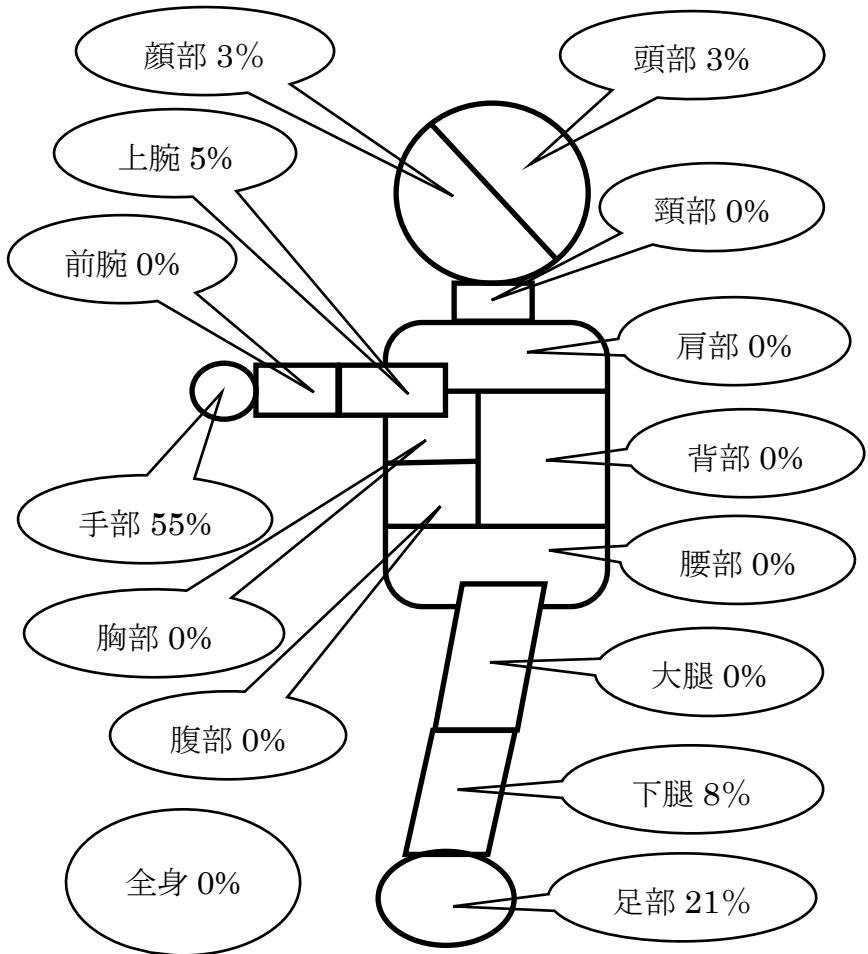 顔部 3%
頭部 3%
上腕 5%
頸部 0%
前腕 0%
肩部 0%
背部 0%
手部 55%
腰部 0%
胸部 0%
大腿 0%
腹部 0%
下腿 8%
全身 0%
足部 21%